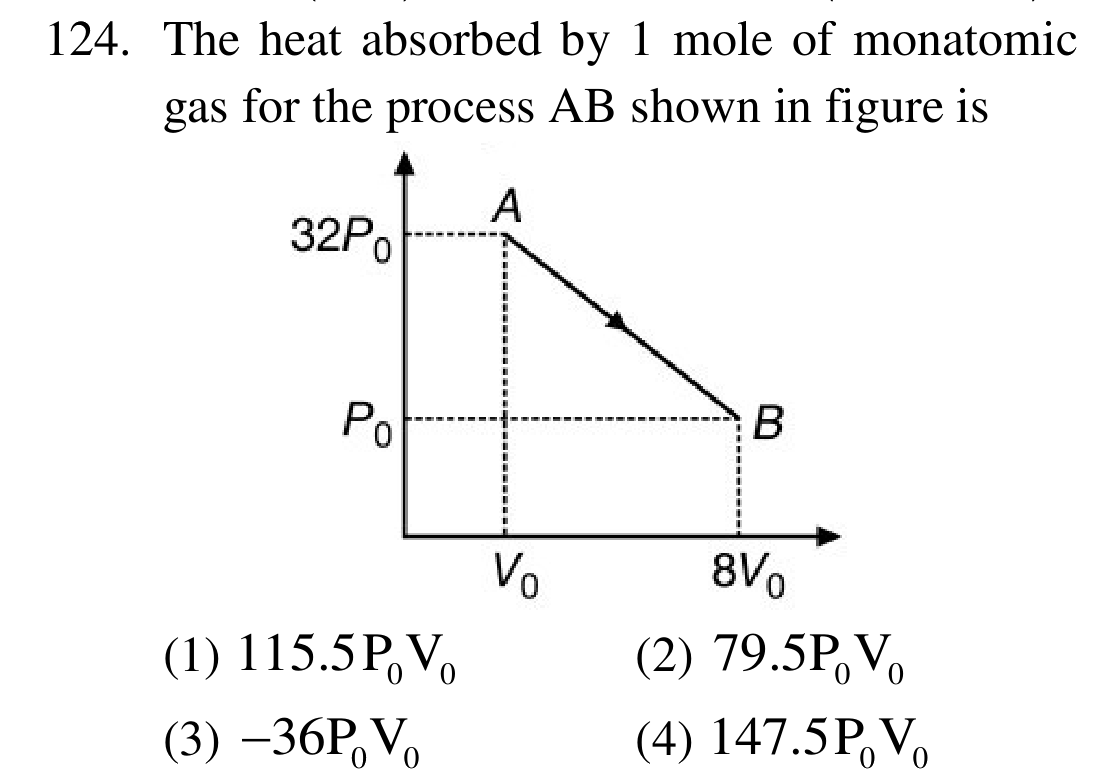 124. The heat absorbed by 1 mole of monatomic
gas for the process AB shown in figure is
A
32P₀
P₀
B
V₀ 8V₀
(1) 115.5P₀V₀ (2) 79.5P₀V₀
(3) −36P₀V₀ (4) 147.5P₀V₀